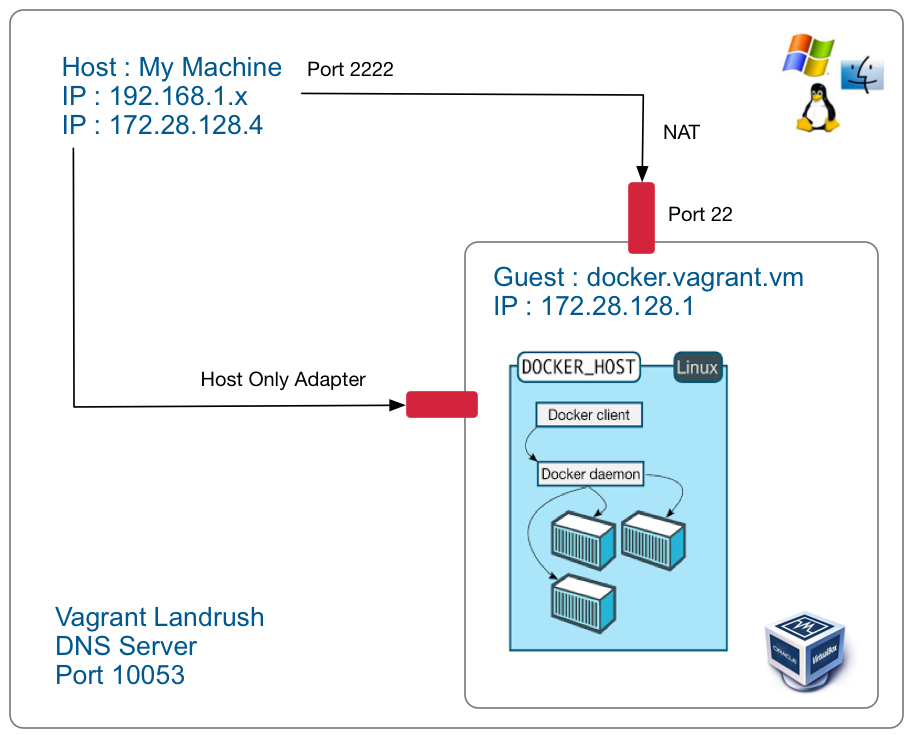 Host : My Machine
IP : 192.168.1.x
IP : 172.28.128.4
Port 2222
NAT
Port 22
Guest : docker.vagrant.vm
IP : 172.28.128.1
DOCKER_HOST
Linux
Docker client
Docker daemon
Host Only Adapter
Vagrant Landrush
DNS Server
Port 10053
VM
ORACLE
VirtualBox